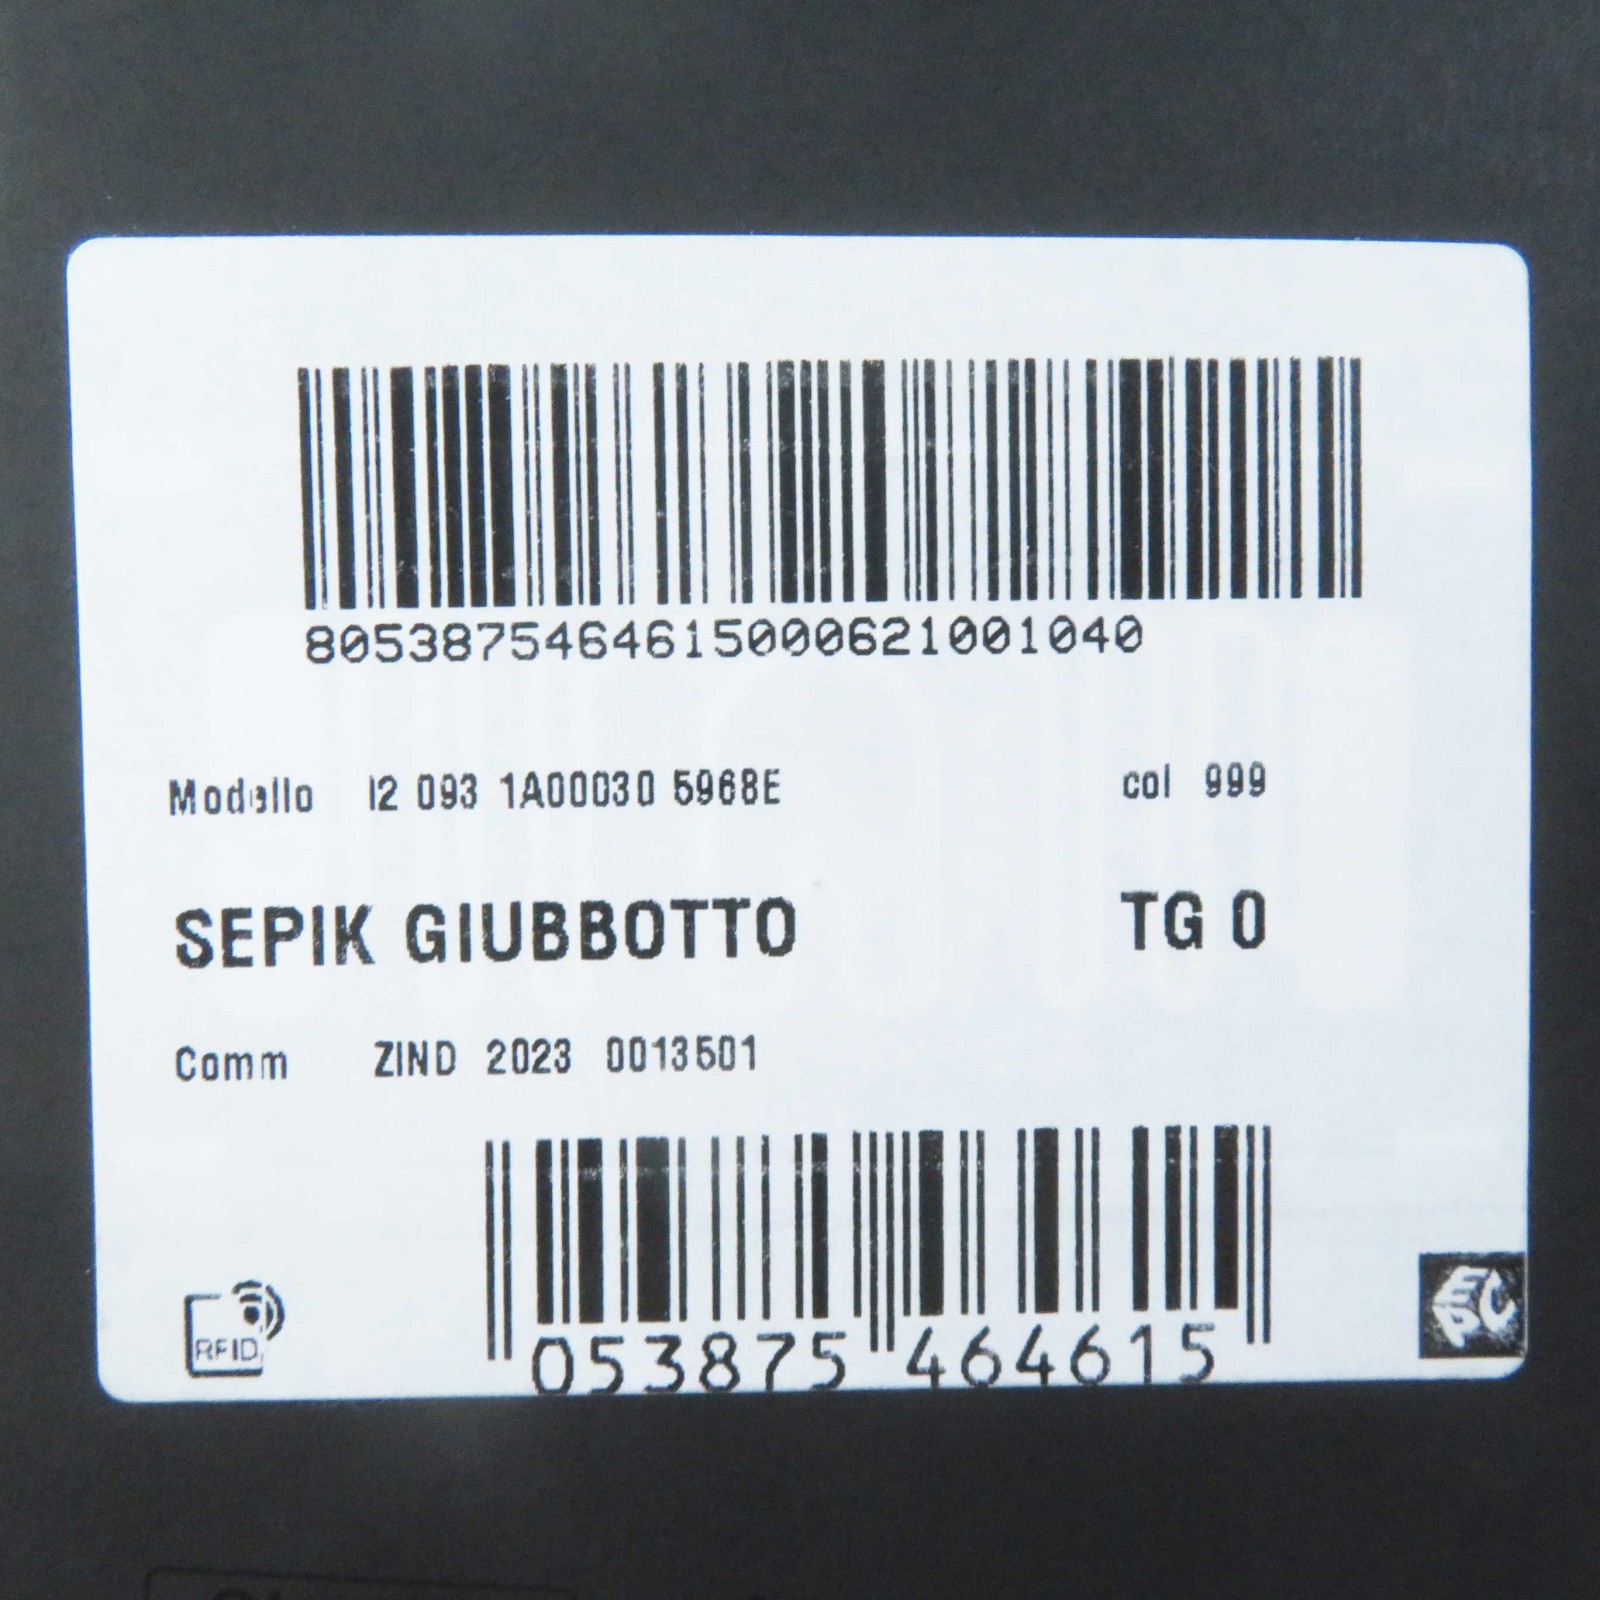 8053875464615000621001040
Modello I2 093 1A00030 5968E col 999
SEPIK GIUBBOTTO TG 0
Comm ZIND 2023 0013501
053875 464615
RFID
EPC